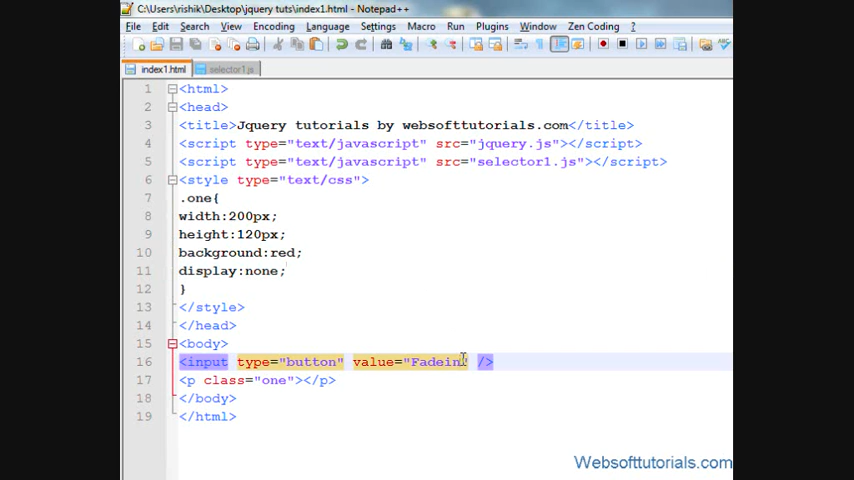 C:\Users\rishik\Desktop\jquery tuts\index1.html - Notepad++
File Edit Search View Encoding Language Settings Macro Run Plugins Window Zen Coding ?
index1.html selector1.js
1 <html>
2 <head>
3 <title>Jquery tutorials by websofttutorials.com</title>
4 <script type="text/javascript" src="jquery.js"></script>
5 <script type="text/javascript" src="selector1.js"></script>
6 <style type="text/css">
7 .one{
8 width:200px;
9 height:120px;
10 background:red;
11 display:none;
12 }
13 </style>
14 </head>
15 <body>
16 <input type="button" value="Fadein" />
17 <p class="one"></p>
18 </body>
19 </html>
Websofttutorials.com